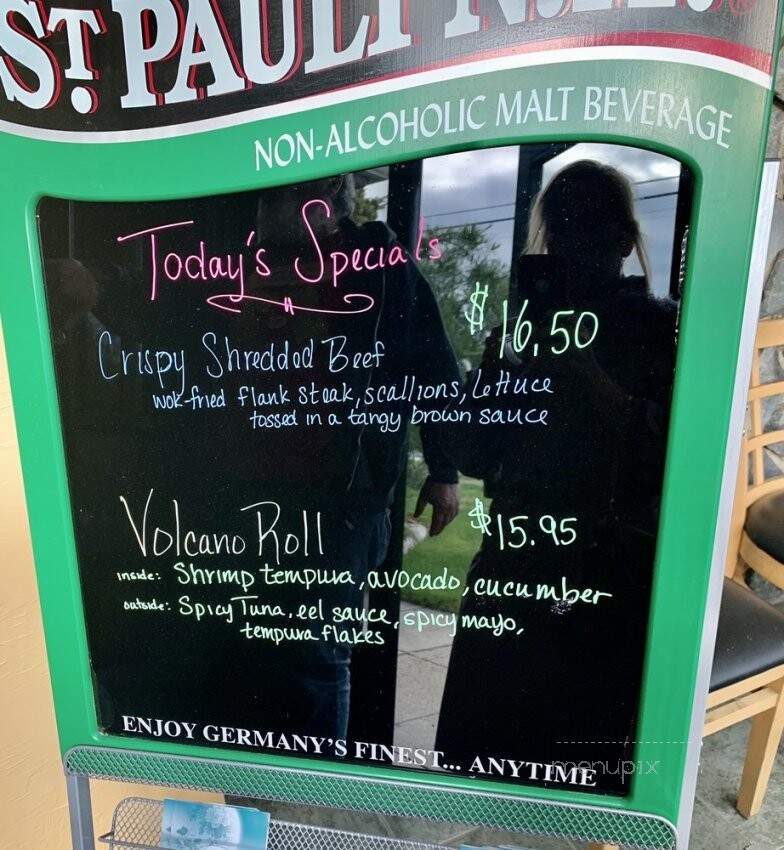 ST. PAULI N.A.
NON-ALCOHOLIC MALT BEVERAGE
Today's Specials
$16.50
Crispy Shredded Beef
wok-fried flank steak, scallions, lettuce
tossed in a tangy brown sauce
Volcano Roll $15.95
inside: Shrimp tempura, avocado, cucumber
outside: Spicy Tuna, eel sauce, spicy mayo,
tempura flakes
ENJOY GERMANY'S FINEST... ANYTIME
menupix